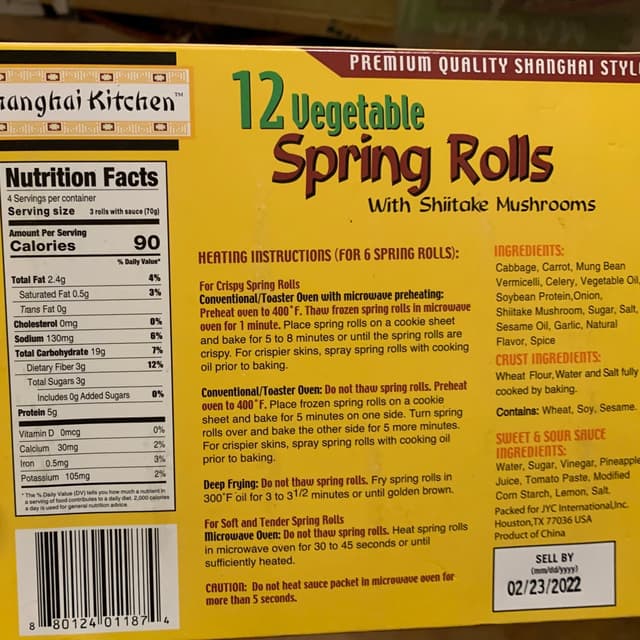 PREMIUM QUALITY SHANGHAI
Kitchen™
12 Vegetable
Spring Rolls
With Shiitake Mushrooms
Nutrition Facts
4 Servings per container
Serving size 3 rolls with sauce (70g)
Amount Per Serving
Calories 90
% Daily Value*
Total Fat 2.4g 4%
Saturated Fat 0.5g 3%
Trans Fat 0g
Cholesterol 0mg 0%
Sodium 130mg 6%
Total Carbohydrate 19g 7%
Dietary Fiber 3g 12%
Total Sugars 3g
Includes 0g Added Sugars 0%
Protein 5g
Vitamin D 0mcg 0%
Calcium 30mg 2%
Iron 0.5mg 3%
Potassium 105mg 2%
* The % Daily Value (DV) tells you how much a nutrient in
a serving of food contributes to a daily diet. 2,000 calories
a day is used for general nutrition advice.
8 80124 01187 4
HEATING INSTRUCTIONS (FOR 6 SPRING ROLLS):
For Crispy Spring Rolls
Conventional/Toaster Oven with microwave preheating:
Preheat oven to 400°F. Thaw frozen spring rolls in microwave
oven for 1 minute. Place spring rolls on a cookie sheet
and bake for 5 to 8 minutes or until the spring rolls are
crispy. For crispier skins, spray spring rolls with cooking
oil prior to baking.
Conventional/Toaster Oven: Do not thaw spring rolls. Preheat
oven to 400°F. Place frozen spring rolls on a cookie
sheet and bake for 5 minutes on one side. Turn spring
rolls over and bake the other side for 5 more minutes.
For crispier skins, spray spring rolls with cooking oil
prior to baking.
Deep Frying: Do not thaw spring rolls. Fry spring rolls in
300°F oil for 3 to 3 1/2 minutes or until golden brown.
For Soft and Tender Spring Rolls
Microwave Oven: Do not thaw spring rolls. Heat spring rolls
in microwave oven for 30 to 45 seconds or until
sufficiently heated.
CAUTION: Do not heat sauce packet in microwave oven for
more than 5 seconds.
INGREDIENTS:
Cabbage, Carrot, Mung Bean
Vermicelli, Celery, Vegetable Oil,
Soybean Protein,Onion,
Shiitake Mushroom, Sugar, Salt,
Sesame Oil, Garlic, Natural
Flavor, Spice
CRUST INGREDIENTS:
Wheat Flour, Water and Salt fully
cooked by baking.
Contains: Wheat, Soy, Sesame.
SWEET & SOUR SAUCE
INGREDIENTS:
Water, Sugar, Vinegar, Pineapple
Juice, Tomato Paste, Modified
Corn Starch, Lemon, Salt.
Packed for JYC International,Inc.
Houston,TX 77036 USA
Product of China
SELL BY
(mm/dd/yyyy)
02/23/2022